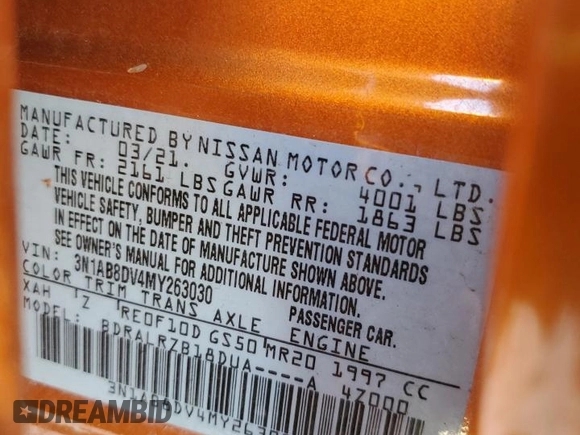 MANUFACTURED BY NISSAN MOTOR CO., LTD.
DATE: 03/21. GVWR: 4001 LBS
GAWR FR: 2161 LBS GAWR RR: 1863 LBS
THIS VEHICLE CONFORMS TO ALL APPLICABLE FEDERAL MOTOR
VEHICLE SAFETY, BUMPER AND THEFT PREVENTION STANDARDS
IN EFFECT ON THE DATE OF MANUFACTURE SHOWN ABOVE.
SEE OWNER'S MANUAL FOR ADDITIONAL INFORMATION.
VIN: 3N1AB8DV4MY263030 PASSENGER CAR.
COLOR TRIM TRANS AXLE ENGINE
XAH Z RE0F10D GS50 MR20 1997 CC
MODEL: BDRALRZB18DUA----A 47000
DREAMBID